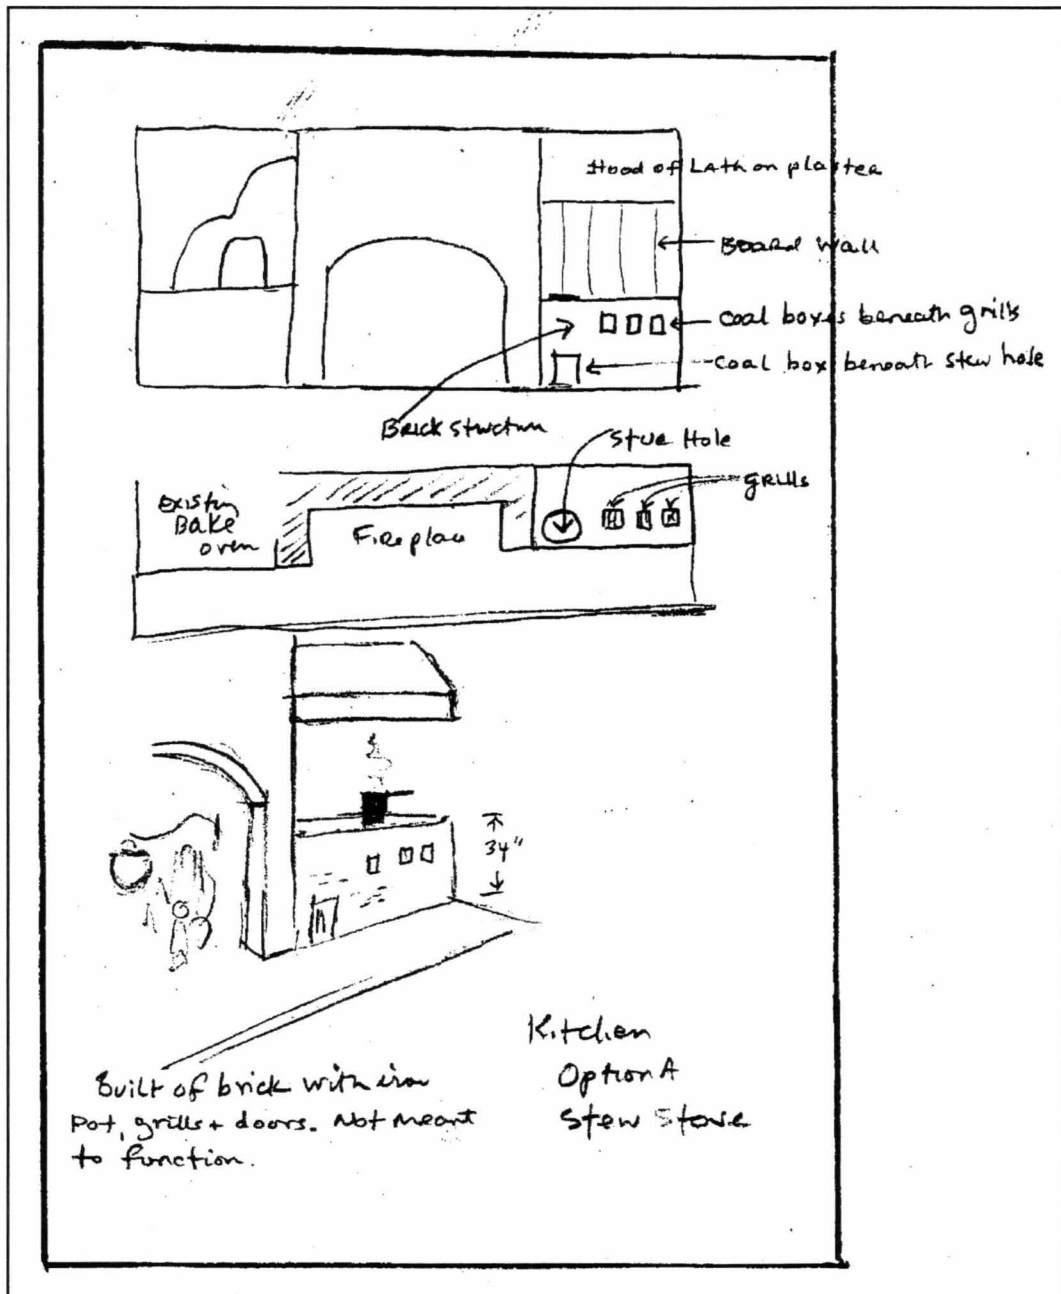 Hood of Lath on plaster
Board wall
Coal boxes beneath grills
Coal box beneath stew hole
Brick structure
Stue Hole
grills
Existing
Bake
oven
Fireplace
34"
Kitchen
Option A
Stew Stove
Built of brick with iron
Pot, grills + doors. Not meant
to function.